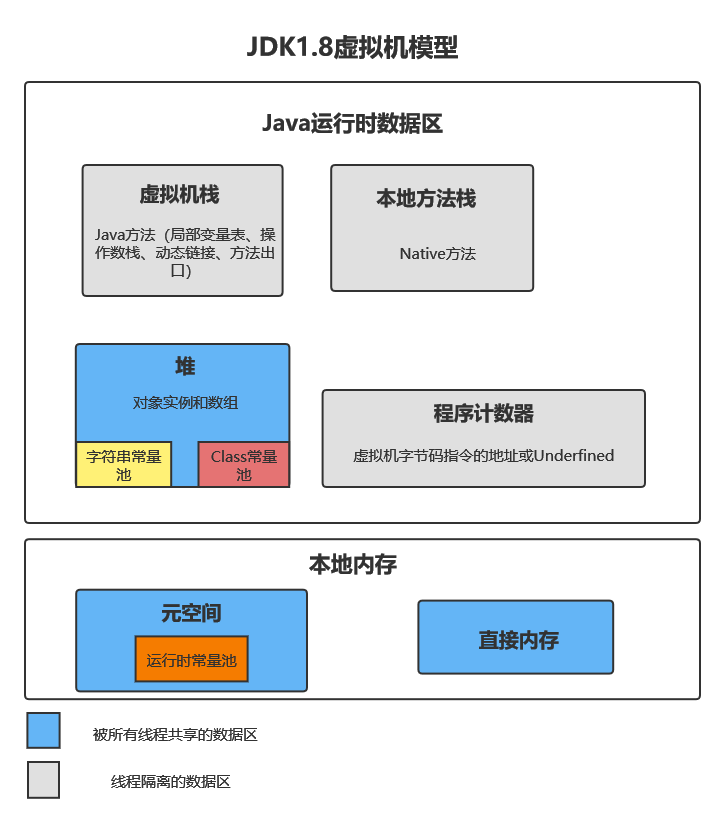 JDK1.8虚拟机模型
Java运行时数据区
虚拟机栈
Java方法（局部变量表、操
作数栈、动态链接、方法出
口）
本地方法栈
Native方法
堆
对象实例和数组
字符串常量
池
Class常量
池
程序计数器
虚拟机字节码指令的地址或Underfined
本地内存
元空间
运行时常量池
直接内存
被所有线程共享的数据区
线程隔离的数据区